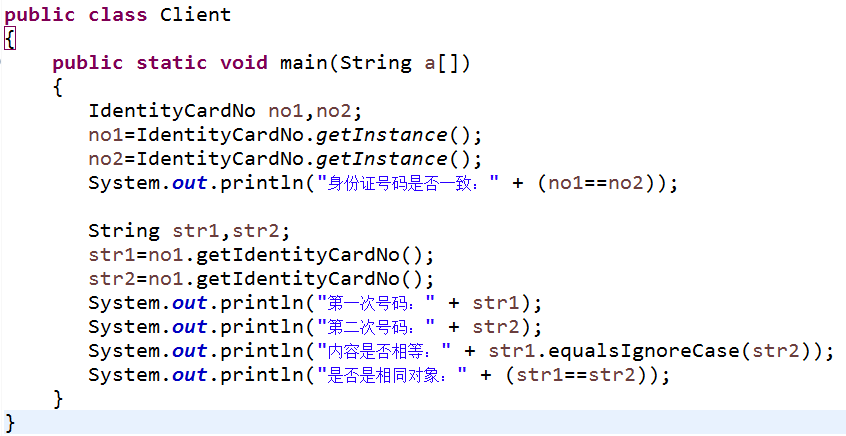 public class Client
{
public static void main(String a[])
{
IdentityCardNo no1,no2;
no1=IdentityCardNo.getInstance();
no2=IdentityCardNo.getInstance();
System.out.println("身份证号码是否一致：" + (no1==no2));
String str1,str2;
str1=no1.getIdentityCardNo();
str2=no1.getIdentityCardNo();
System.out.println("第一次号码：" + str1);
System.out.println("第二次号码：" + str2);
System.out.println("内容是否相等：" + str1.equalsIgnoreCase(str2));
System.out.println("是否是相同对象：" + (str1==str2));
}
}